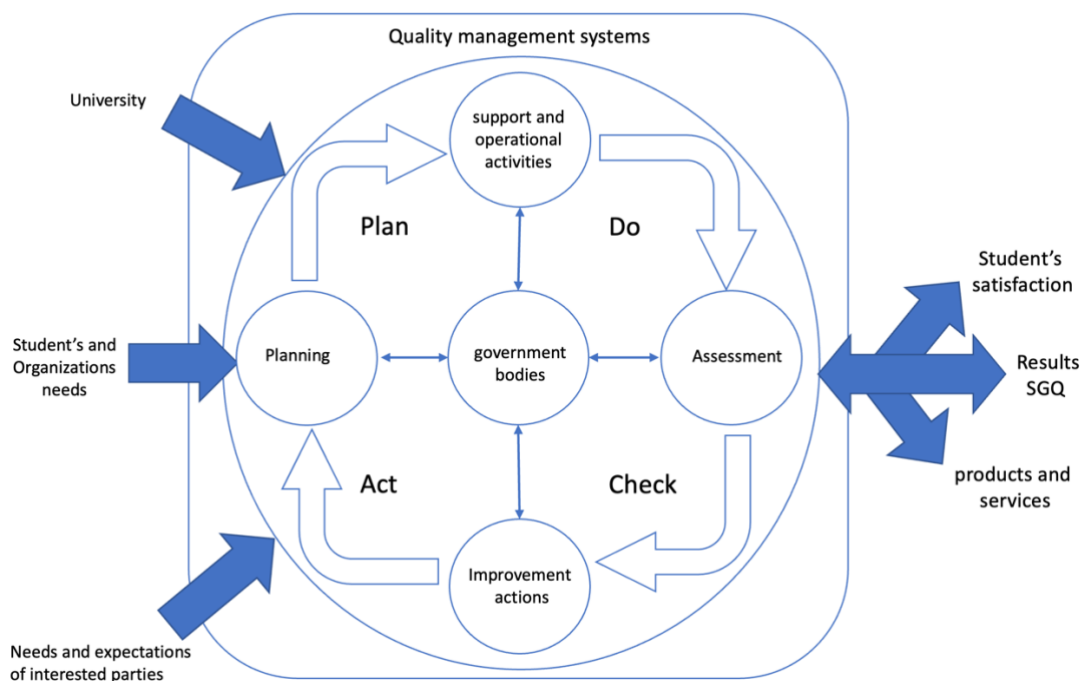 Quality management systems
University
support and
operational
activities
Plan
Do
Student's
satisfaction
Student's and
Organizations
needs
Planning
government
bodies
Assessment
Results
SGQ
Act
Check
products and
services
Improvement
actions
Needs and expectations
of interested parties